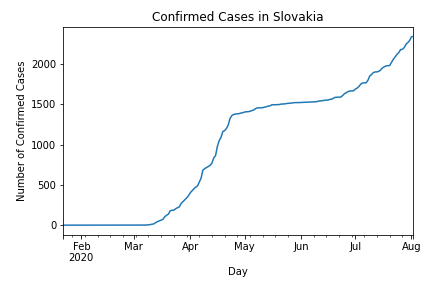 Confirmed Cases in Slovakia
Number of Confirmed Cases
2000
1500
1000
500
0
Feb Mar Apr May Jun Jul Aug
2020
Day